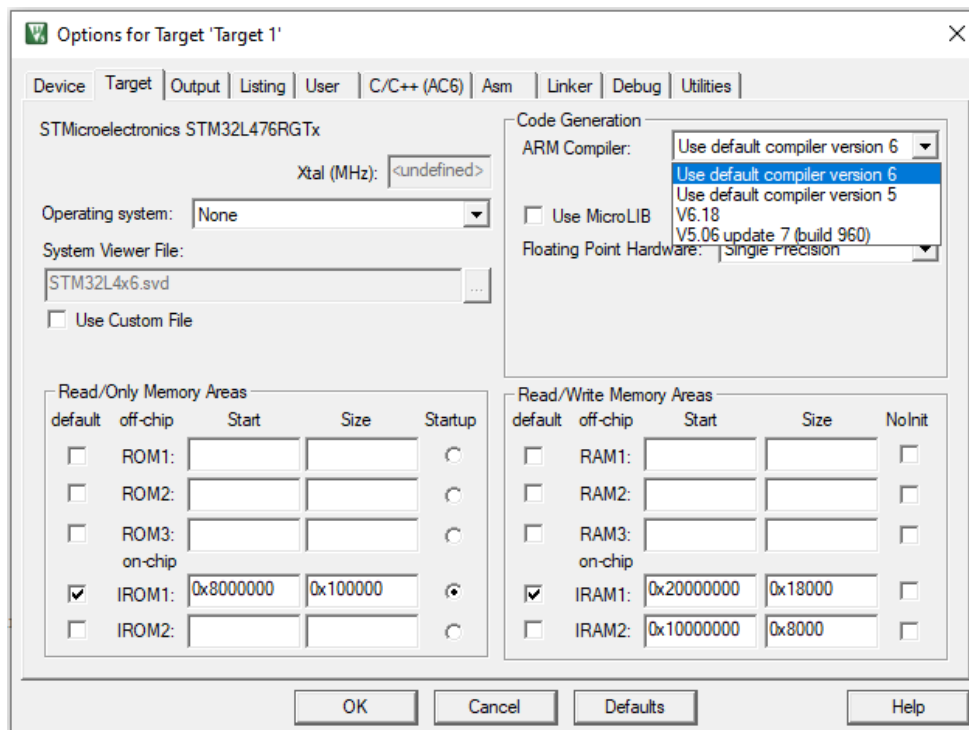 Options for Target 'Target 1'
Device Target Output Listing User C/C++ (AC6) Asm Linker Debug Utilities
STMicroelectronics STM32L476RGTx
Xtal (MHz): <undefined>
Operating system: None
System Viewer File:
STM32L4x6.svd ...
Use Custom File
Code Generation
ARM Compiler: Use default compiler version 6
Use default compiler version 6
Use default compiler version 5
V6.18
V5.06 update 7 (build 960)
Use MicroLIB
Floating Point Hardware: Single Precision
Read/Only Memory Areas
default off-chip Start Size Startup
ROM1:
ROM2:
ROM3:
on-chip
IROM1: 0x8000000 0x100000
IROM2:
Read/Write Memory Areas
default off-chip Start Size NoInit
RAM1:
RAM2:
RAM3:
on-chip
IRAM1: 0x20000000 0x18000
IRAM2: 0x10000000 0x8000
OK Cancel Defaults Help